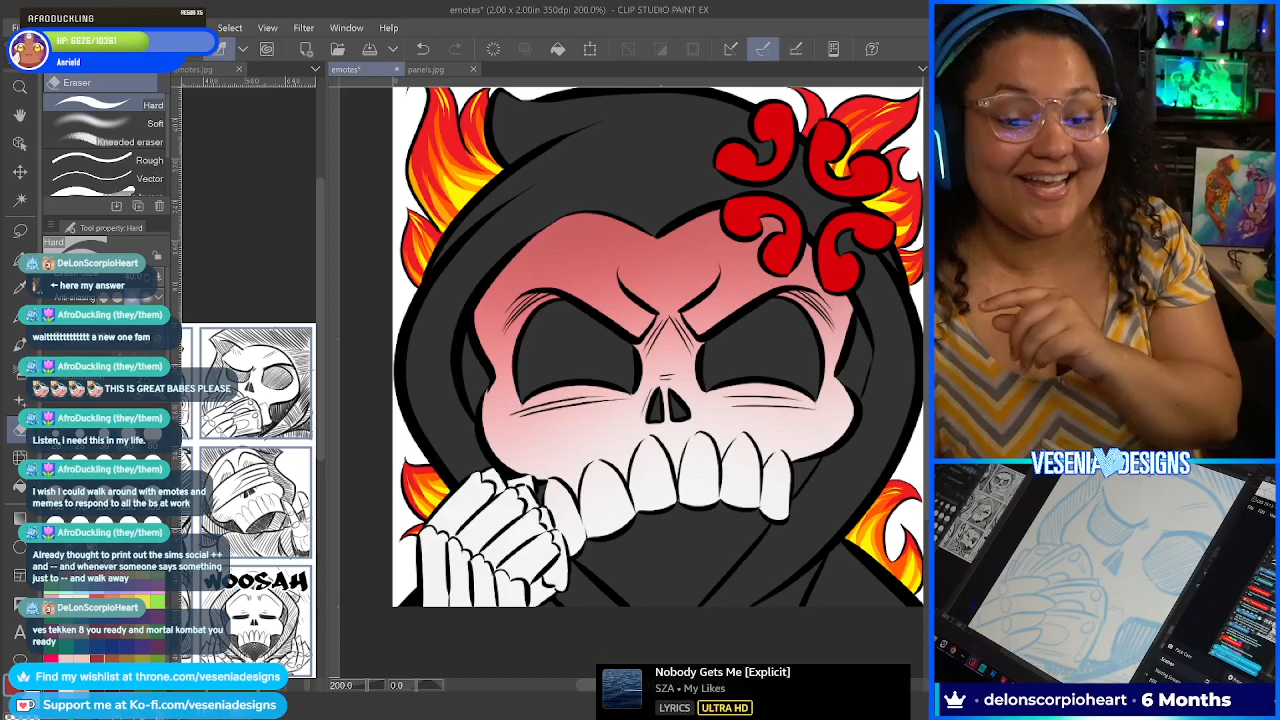 AFRODUCKLING
HP: 6626/10361
Anrield
emotes* (2.00 x 2.00in 350dpi 200.0%) - CLIP STUDIO PAINT EX
Select
View
Filter
Window
Help
emotes.jpg
emotes*
panels.jpg
Eraser
Hard
Soft
Kneaded eraser
Rough
Vector
Tool property: Hard
Hard
DeLonScorpioHeart
← here my answer
AfroDuckling (they/them)
waittttttttttttt a new one fam
AfroDuckling (they/them)
THIS IS GREAT BABES PLEASE
AfroDuckling (they/them)
Listen, i need this in my life.
AfroDuckling (they/them)
I wish i could walk around with emotes and
memes to respond to all the bs at work
AfroDuckling (they/them)
Already thought to print out the sims social ++
and -- and whenever someone says something
just to -- and walk away
DeLonScorpioHeart
ves tekken 8 you ready and mortal kombat you
ready
WOOSAH
Find my wishlist at throne.com/veseniadesigns
Support me at Ko-fi.com/veseniadesigns
200.0
Nobody Gets Me [Explicit]
SZA • My Likes
LYRICS
ULTRA HD
VESENIA DESIGNS
delonscorpioheart • 6 Months